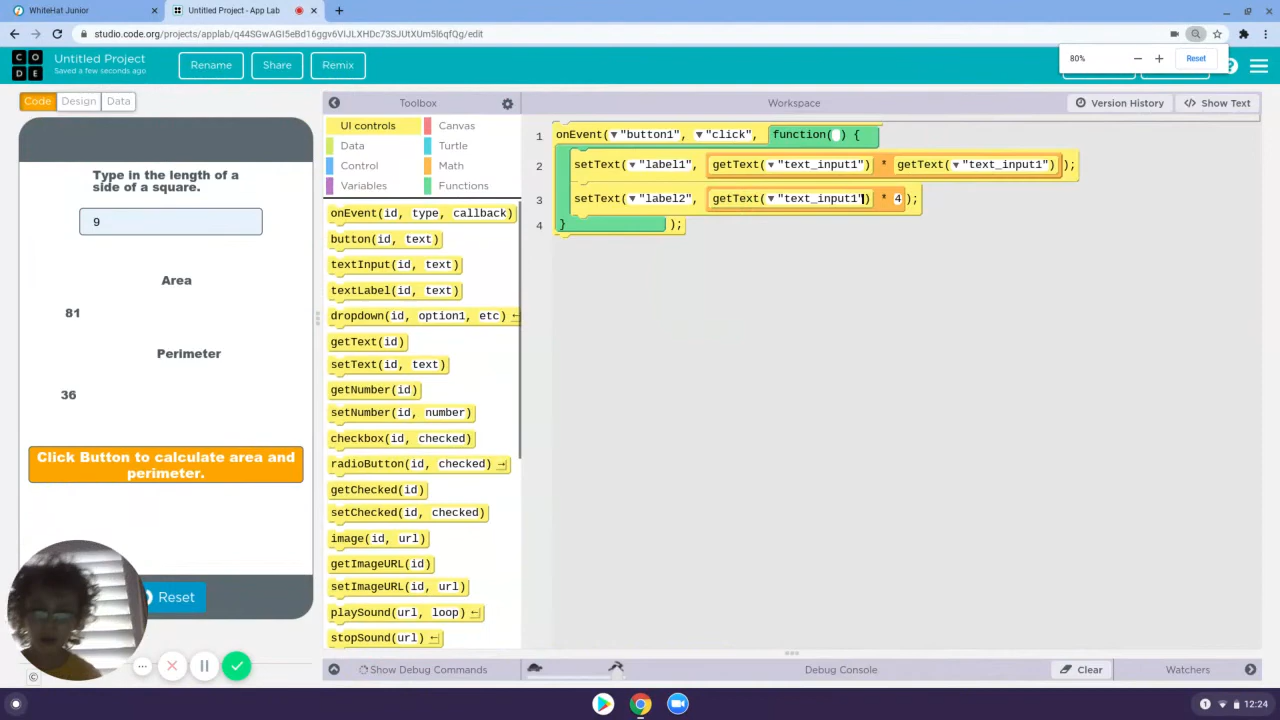 WhiteHat Junior
Untitled Project - App Lab
studio.code.org/projects/applab/q44SGwAGI5eBd16ggv6VIJLXHDc73SJUtXUm5l6qfQg/edit
80%
Reset
CODE
Untitled Project
Saved a few seconds ago
Rename
Share
Remix
Code
Design
Data
Toolbox
Workspace
Version History
Show Text
Type in the length of a
side of a square.
9
Area
81
Perimeter
36
Click Button to calculate area and
perimeter.
Reset
UI controls
Canvas
Data
Turtle
Control
Math
Variables
Functions
onEvent(id, type, callback)
button(id, text)
textInput(id, text)
textLabel(id, text)
dropdown(id, option1, etc)
getText(id)
setText(id, text)
getNumber(id)
setNumber(id, number)
checkbox(id, checked)
radioButton(id, checked)
getChecked(id)
setChecked(id, checked)
image(id, url)
getImageURL(id)
setImageURL(id, url)
playSound(url, loop)
stopSound(url)
1 onEvent("button1", "click", function( ) {
2 setText("label1", getText("text_input1") * getText("text_input1"));
3 setText("label2", getText("text_input1") * 4);
4 } );
©
Show Debug Commands
Debug Console
Clear
Watchers
1
12:24